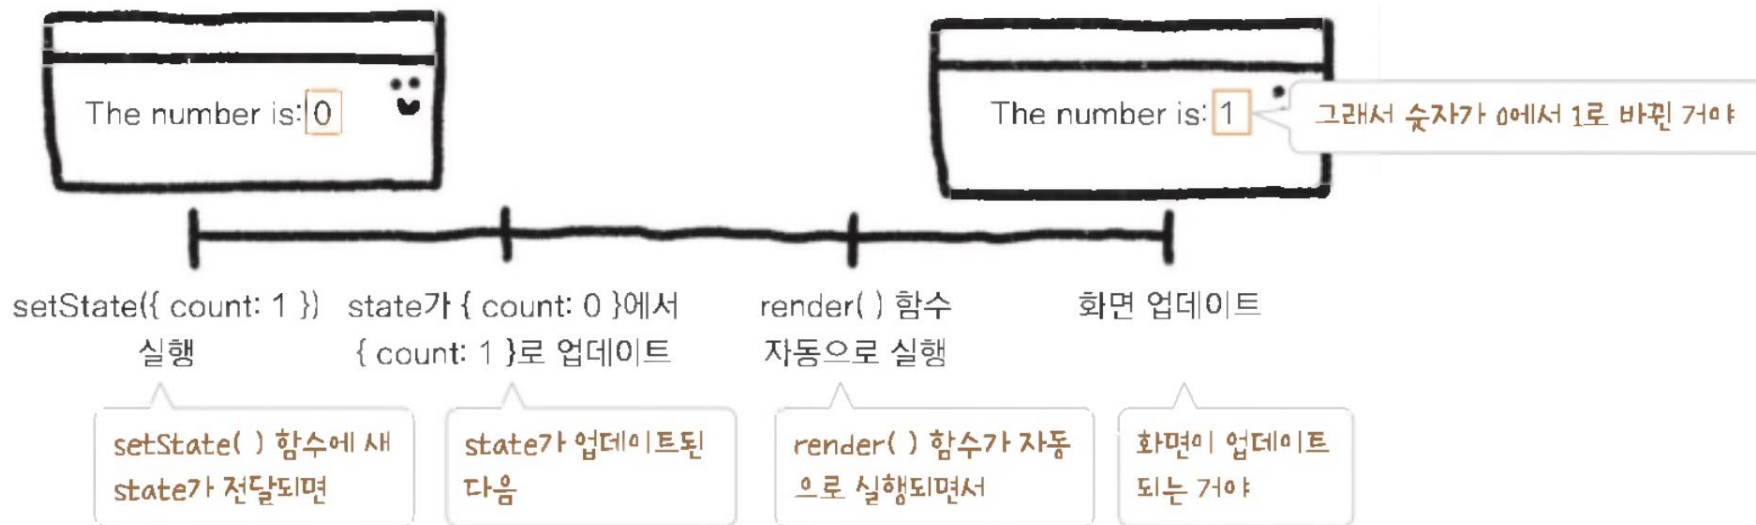 The number is: 0
The number is: 1
그래서 숫자가 0에서 1로 바뀐 거야
setState({ count: 1 })
실행
state가 { count: 0 }에서
{ count: 1 }로 업데이트
render( ) 함수
자동으로 실행
화면 업데이트
setState( ) 함수에 새
state가 전달되면
state가 업데이트된
다음
render( ) 함수가 자동
으로 실행되면서
화면이 업데이트
되는 거야